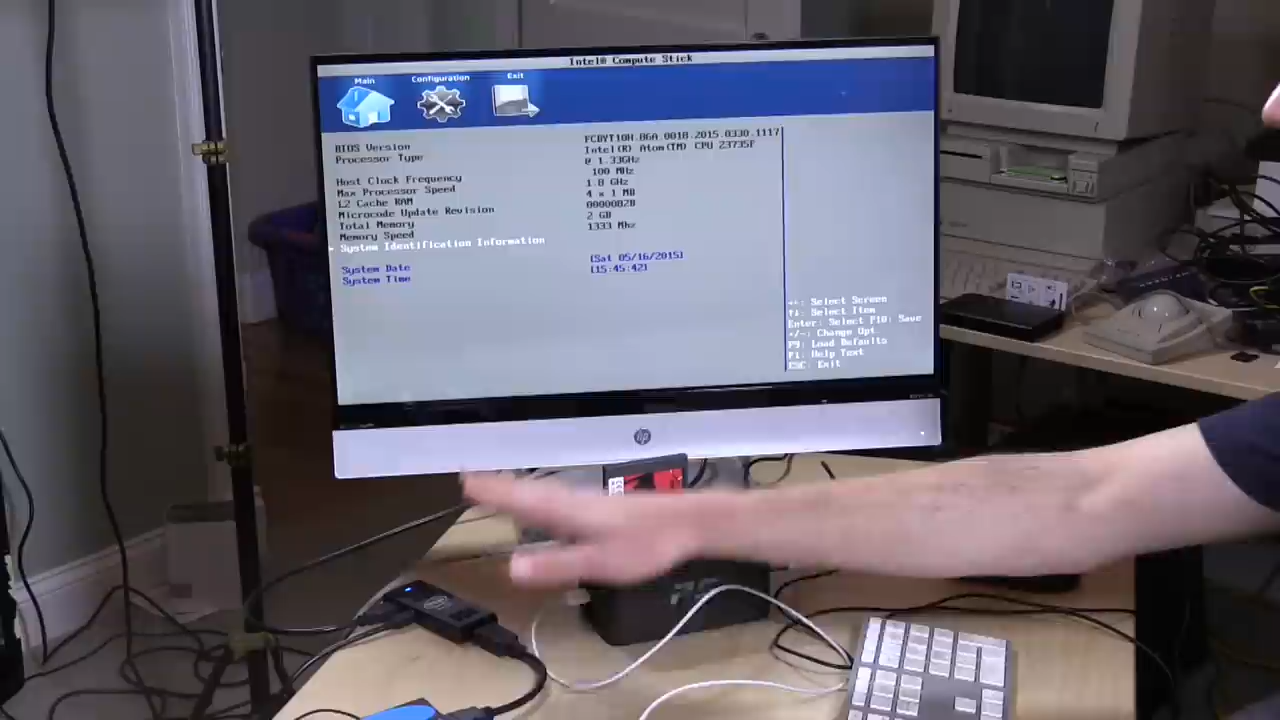 Intel® Compute Stick
Main Configuration Exit
BIOS Version FCBYT10H.86A.0018.2015.0330.1117
Processor Type Intel(R) Atom(TM) CPU Z3735F
@ 1.33GHz
Host Clock Frequency 100 MHz
Max Processor Speed 1.8 GHz
L2 Cache RAM 4 x 1 MB
Microcode Update Revision 0000082B
Total Memory 2 GB
Memory Speed 1333 Mhz
System Identification Information
System Date [Sat 05/16/2015]
System Time [15:45:42]
: Select Screen
↑↓: Select Item
Enter: Select F10: Save
+/-: Change Opt.
F9: Load Defaults
F1: Help Text
ESC: Exit
hp